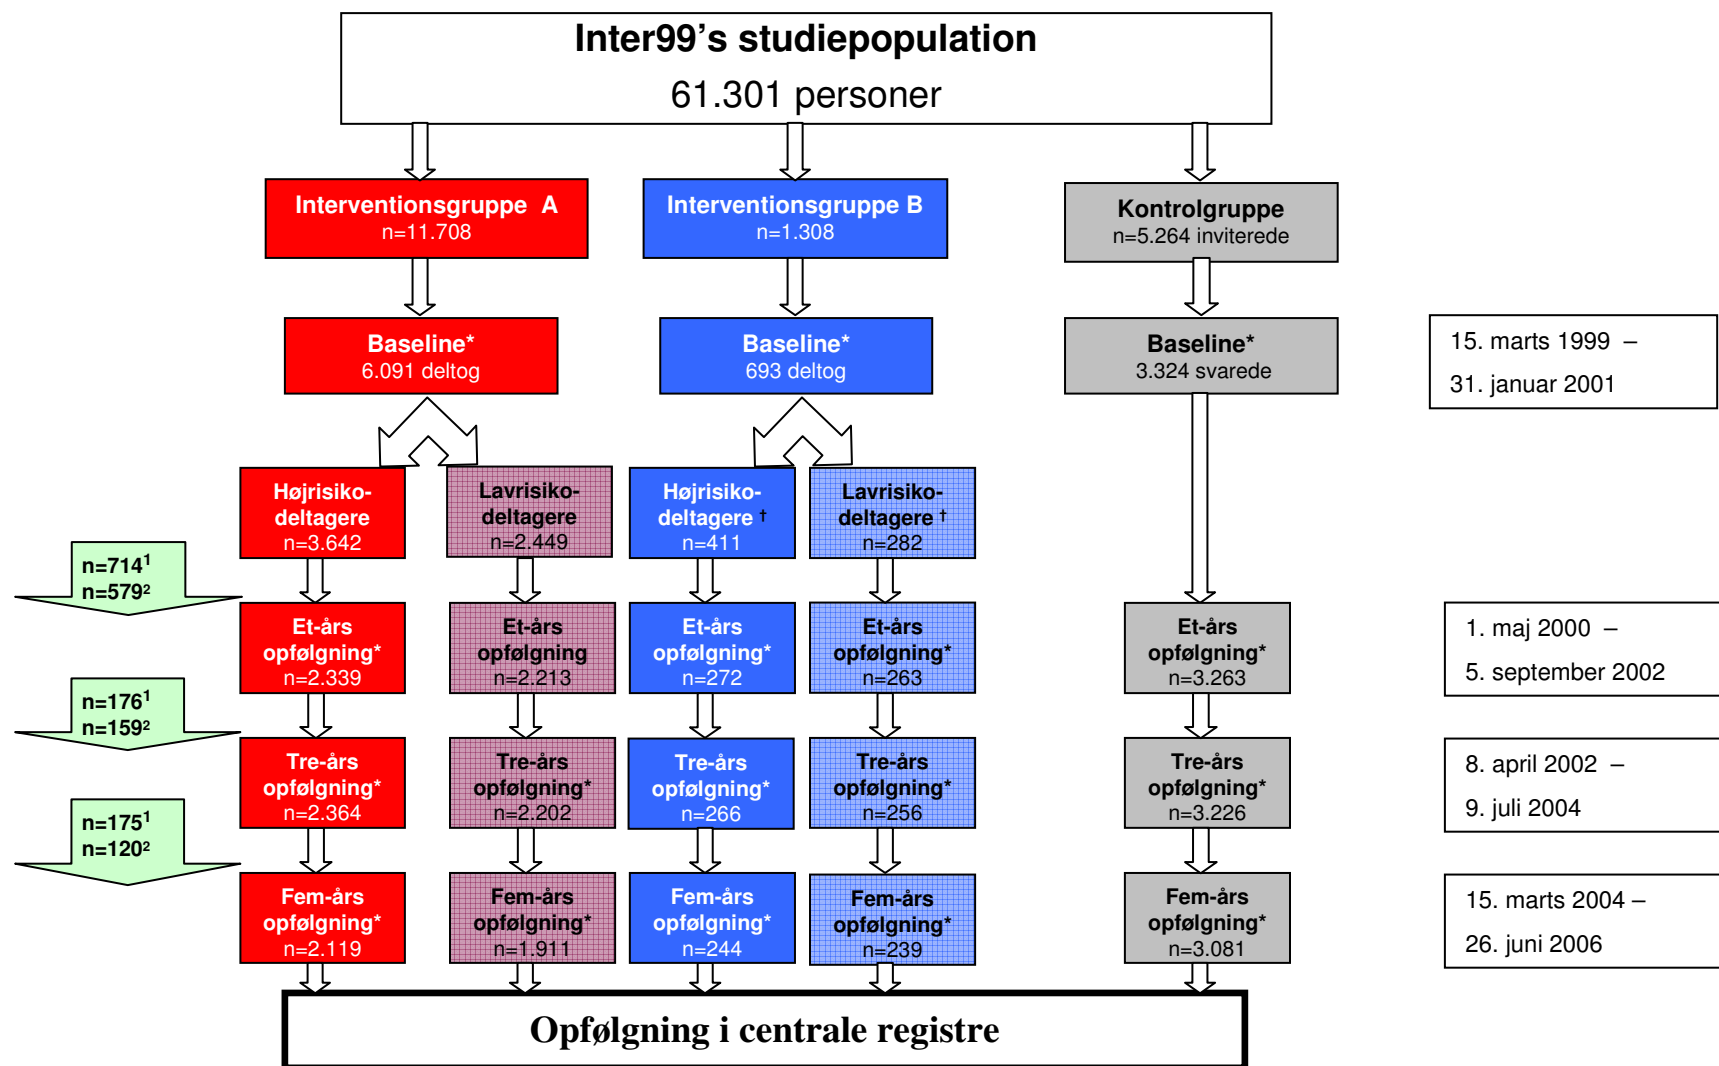 Inter99's studiepopulation
61.301 personer
Interventionsgruppe A
n=11.708
Interventionsgruppe B
n=1.308
Kontrolgruppe
n=5.264 inviterede
Baseline*
6.091 deltog
Baseline*
693 deltog
Baseline*
3.324 svarede
15. marts 1999 –
31. januar 2001
Højrisiko-
deltagere
n=3.642
Lavrisiko-
deltagere
n=2.449
Højrisiko-
deltagere †
n=411
Lavrisiko-
deltagere †
n=282
n=714¹
n=579²
Et-års
opfølgning*
n=2.339
Et-års
opfølgning
n=2.213
Et-års
opfølgning*
n=272
Et-års
opfølgning*
n=263
Et-års
opfølgning*
n=3.263
1. maj 2000 –
5. september 2002
n=176¹
n=159²
Tre-års
opfølgning*
n=2.364
Tre-års
opfølgning*
n=2.202
Tre-års
opfølgning*
n=266
Tre-års
opfølgning*
n=256
Tre-års
opfølgning*
n=3.226
8. april 2002 –
9. juli 2004
n=175¹
n=120²
Fem-års
opfølgning*
n=2.119
Fem-års
opfølgning*
n=1.911
Fem-års
opfølgning*
n=244
Fem-års
opfølgning*
n=239
Fem-års
opfølgning*
n=3.081
15. marts 2004 –
26. juni 2006
Opfølgning i centrale registre